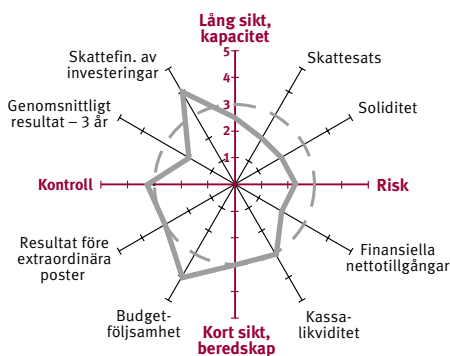 Lång sikt,
kapacitet
5
4
3
2
1
Skattefin. av
investeringar
Skattesats
Genomsnittligt
resultat – 3 år
Soliditet
Kontroll
Risk
Resultat före
extraordinära
poster
Finansiella
nettotillgångar
Budget-
följsamhet
Kassa-
likviditet
Kort sikt,
beredskap